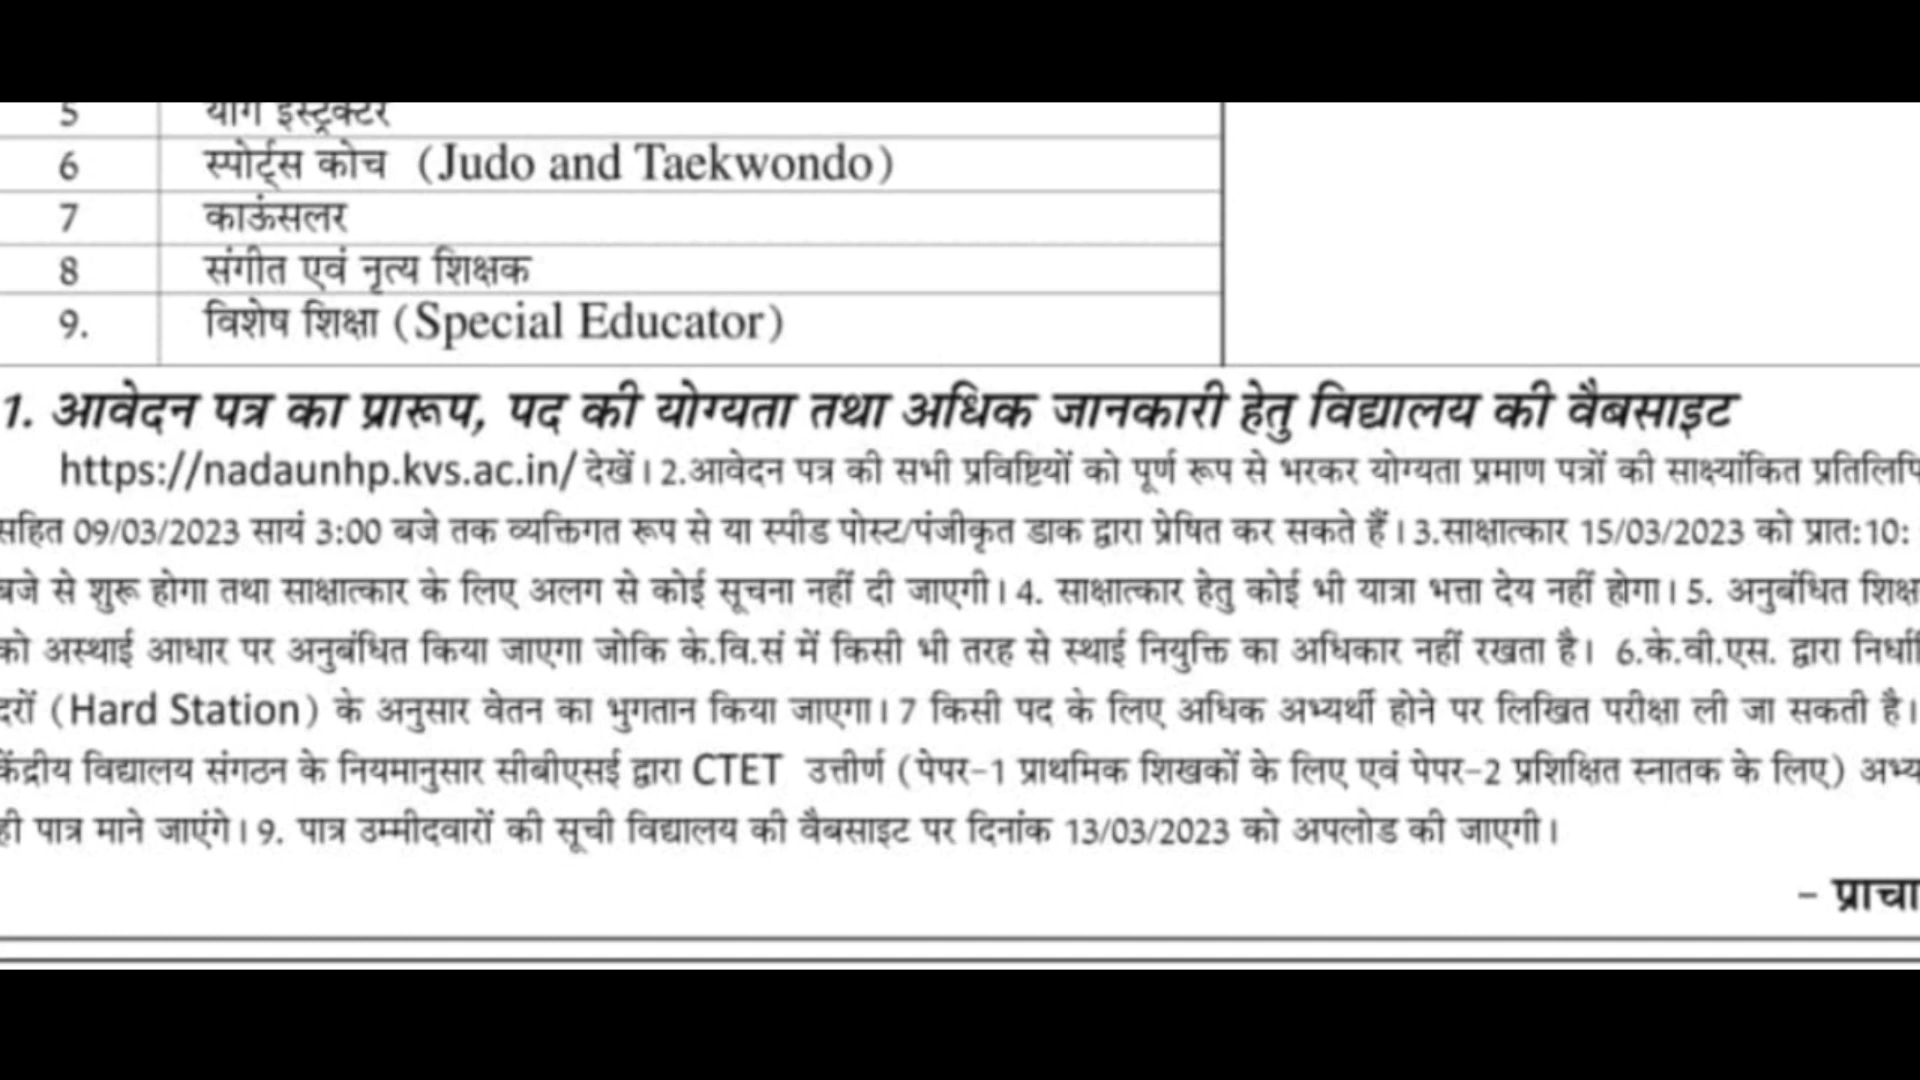 5 योग इंस्ट्रक्टर
6 स्पोर्ट्स कोच (Judo and Taekwondo)
7 काऊंसलर
8 संगीत एवं नृत्य शिक्षक
9. विशेष शिक्षा (Special Educator)
1. आवेदन पत्र का प्रारूप, पद की योग्यता तथा अधिक जानकारी हेतु विद्यालय की वैबसाइट
https://nadaunhp.kvs.ac.in/ देखें। 2.आवेदन पत्र की सभी प्रविष्टियों को पूर्ण रूप से भरकर योग्यता प्रमाण पत्रों की साक्ष्यांकित
सहित 09/03/2023 सायं 3:00 बजे तक व्यक्तिगत रूप से या स्पीड पोस्ट/पंजीकृत डाक द्वारा प्रेषित कर सकते हैं। 3.साक्षात्कार 15/03/2023 को प्रात:10:
बजे से शुरू होगा तथा साक्षात्कार के लिए अलग से कोई सूचना नहीं दी जाएगी। 4. साक्षात्कार हेतु कोई भी यात्रा भत्ता देय नहीं होगा। 5. अनुबंधित
को अस्थाई आधार पर अनुबंधित किया जाएगा जोकि के.वि.सं में किसी भी तरह से स्थाई नियुक्ति का अधिकार नहीं रखता है। 6.के.वी.एस. द्वारा
दरों (Hard Station) के अनुसार वेतन का भुगतान किया जाएगा। 7 किसी पद के लिए अधिक अभ्यर्थी होने पर लिखित परीक्षा ली जा सकती है।
केंद्रीय विद्यालय संगठन के नियमानुसार सीबीएसई द्वारा CTET उत्तीर्ण (पेपर-1 प्राथमिक शिखकों के लिए एवं पेपर-2 प्रशिक्षित स्नातक के लिए)
ही पात्र माने जाएंगे। 9. पात्र उम्मीदवारों की सूची विद्यालय की वैबसाइट पर दिनांक 13/03/2023 को अपलोड की जाएगी।